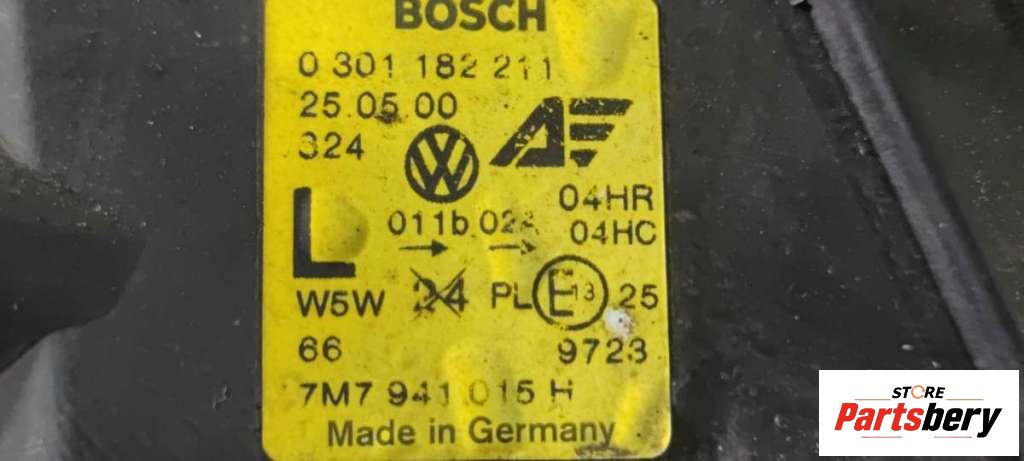 BOSCH
0 301 182 211
25.05.00
324
04HR
L 011b 02A 04HC
W5W 24 PL E 13 25
66 9723
7M7 941 015 H
Made in Germany
STORE
Partsbery